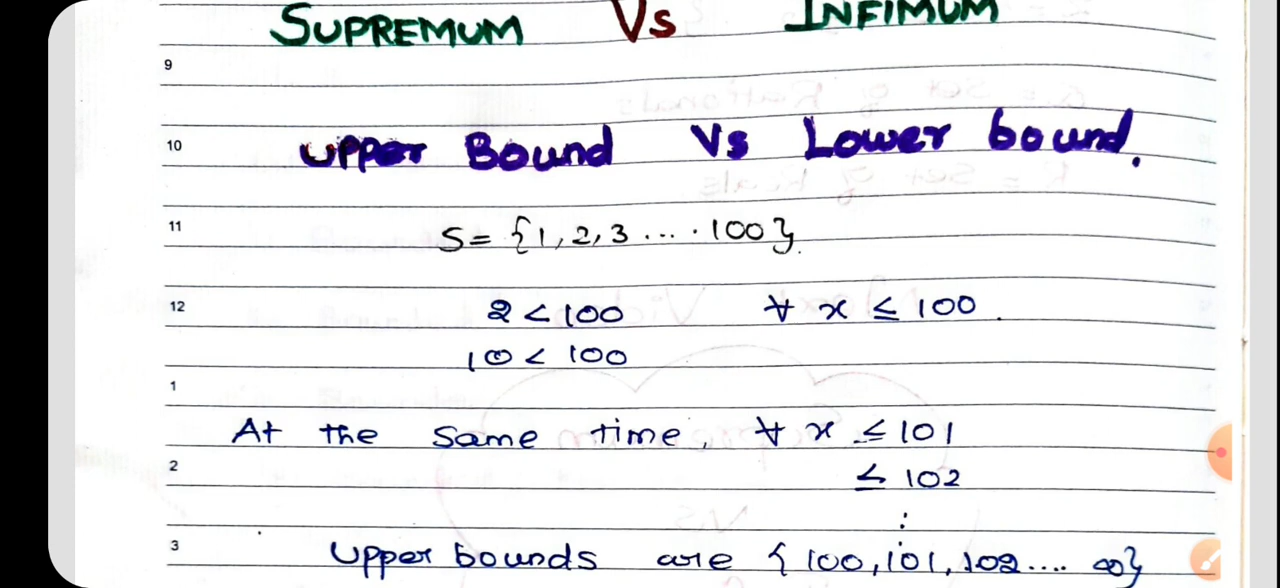 SUPREMUM Vs INFIMUM
9
10 UPPER Bound Vs Lower bound.
11 S = {1, 2, 3 .... 100}.
12 2 < 100 ∀ x ≤ 100.
10 < 100
1
At the same time, ∀ x ≤ 101
2 ≤ 102
:
3 Upper bounds are {100, 101, 102.... ∞}